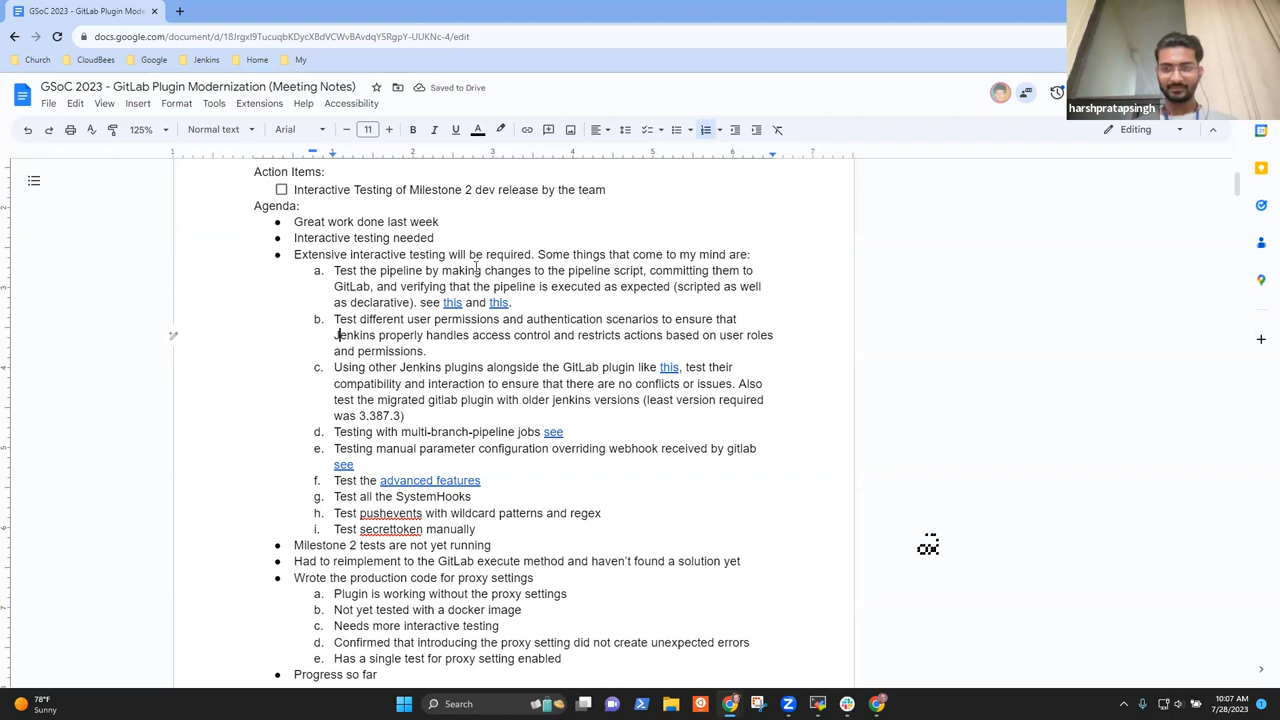 GSoC 2023 - GitLab Plugin Mode
docs.google.com/document/d/18Jrgxl9TucuqbKDycXBdVCWvBAvdqY5RgpY-UUKNc-4/edit
Church
CloudBees
Google
Jenkins
Home
My
harshpratapsingh
GSoC 2023 - GitLab Plugin Modernization (Meeting Notes)
Saved to Drive
File Edit View Insert Format Tools Extensions Help Accessibility
125% Normal text Arial 11 Editing
1 1 2 3 4 5 6 7
Action Items:
Interactive Testing of Milestone 2 dev release by the team
Agenda:
● Great work done last week
● Interactive testing needed
● Extensive interactive testing will be required. Some things that come to my mind are:
a. Test the pipeline by making changes to the pipeline script, committing them to
GitLab, and verifying that the pipeline is executed as expected (scripted as well
as declarative). see this and this.
b. Test different user permissions and authentication scenarios to ensure that
Jenkins properly handles access control and restricts actions based on user roles
and permissions.
c. Using other Jenkins plugins alongside the GitLab plugin like this, test their
compatibility and interaction to ensure that there are no conflicts or issues. Also
test the migrated gitlab plugin with older jenkins versions (least version required
was 3.387.3)
d. Testing with multi-branch-pipeline jobs see
e. Testing manual parameter configuration overriding webhook received by gitlab
see
f. Test the advanced features
g. Test all the SystemHooks
h. Test pushevents with wildcard patterns and regex
i. Test secrettoken manually
● Milestone 2 tests are not yet running
● Had to reimplement to the GitLab execute method and haven't found a solution yet
● Wrote the production code for proxy settings
a. Plugin is working without the proxy settings
b. Not yet tested with a docker image
c. Needs more interactive testing
d. Confirmed that introducing the proxy setting did not create unexpected errors
e. Has a single test for proxy setting enabled
● Progress so far
78°F
Sunny
Search
10:07 AM
7/28/2023